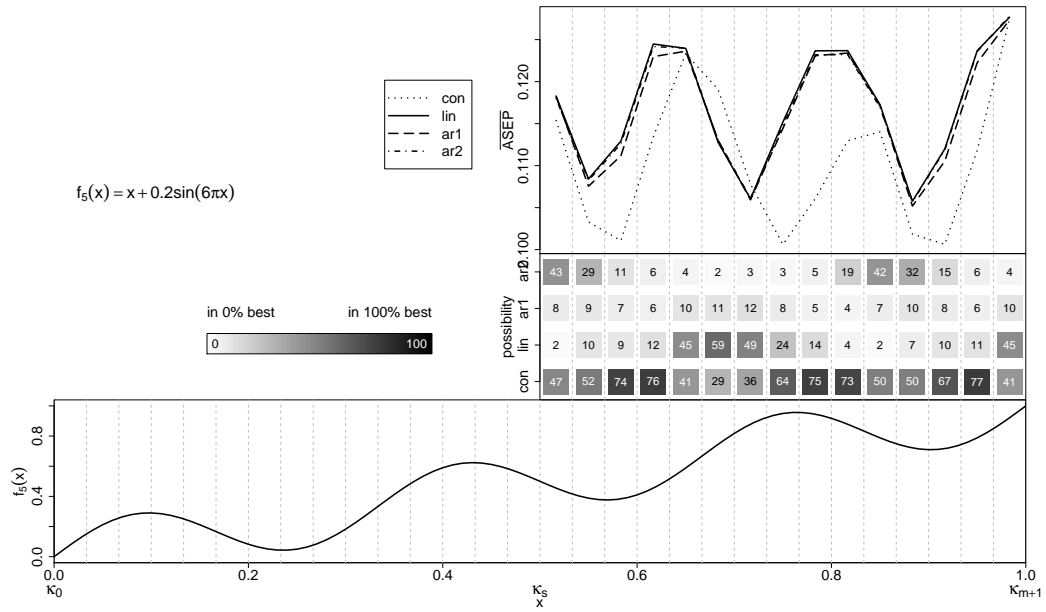 con
lin
ar1
ar2
ASEP
0.100 0.110 0.120
f5(x) = x + 0.2sin(6πx)
in 0% best in 100% best
0 100
possibility
ar2 43 29 11 6 4 2 3 3 5 19 42 32 15 6 4
ar1 8 9 7 6 10 11 12 8 5 4 7 10 8 6 10
lin 2 10 9 12 45 59 49 24 14 4 2 7 10 11 45
con 47 52 74 76 41 29 36 64 75 73 50 50 67 77 41
f5(x)
0.0 0.4 0.8
0.0 0.2 0.4 0.6 0.8 1.0
κ0 κs κm+1
x